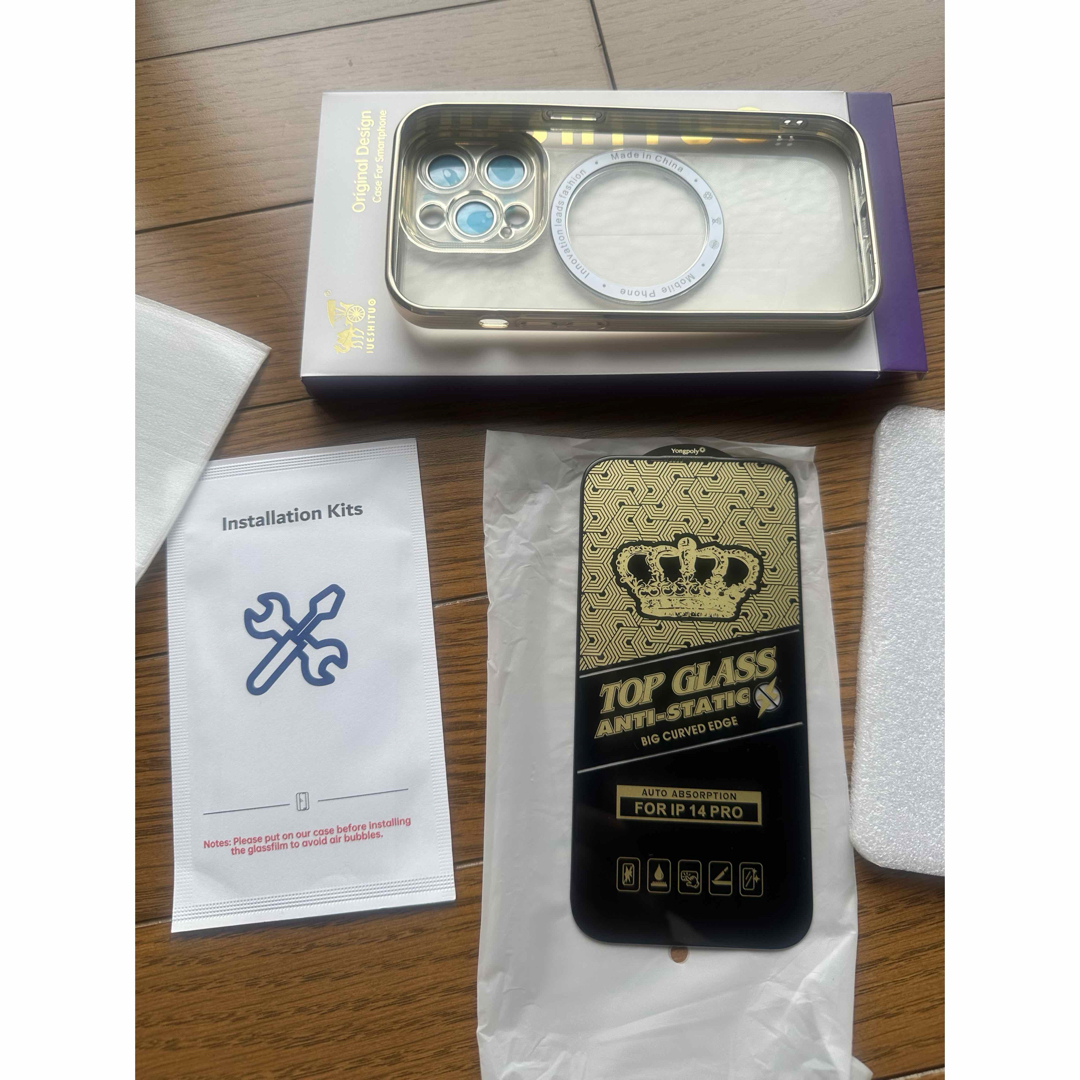 Original Design
Case For Smartphone
IUESHITUO
Made in China
Innovation leads fashion
Mobile Phone
Installation Kits
Notes: Please put on our case before installing
the glassfilm to avoid air bubbles.
Yongpoly
TOP GLASS
ANTI-STATIC
BIG CURVED EDGE
AUTO ABSORPTION
FOR IP 14 PRO